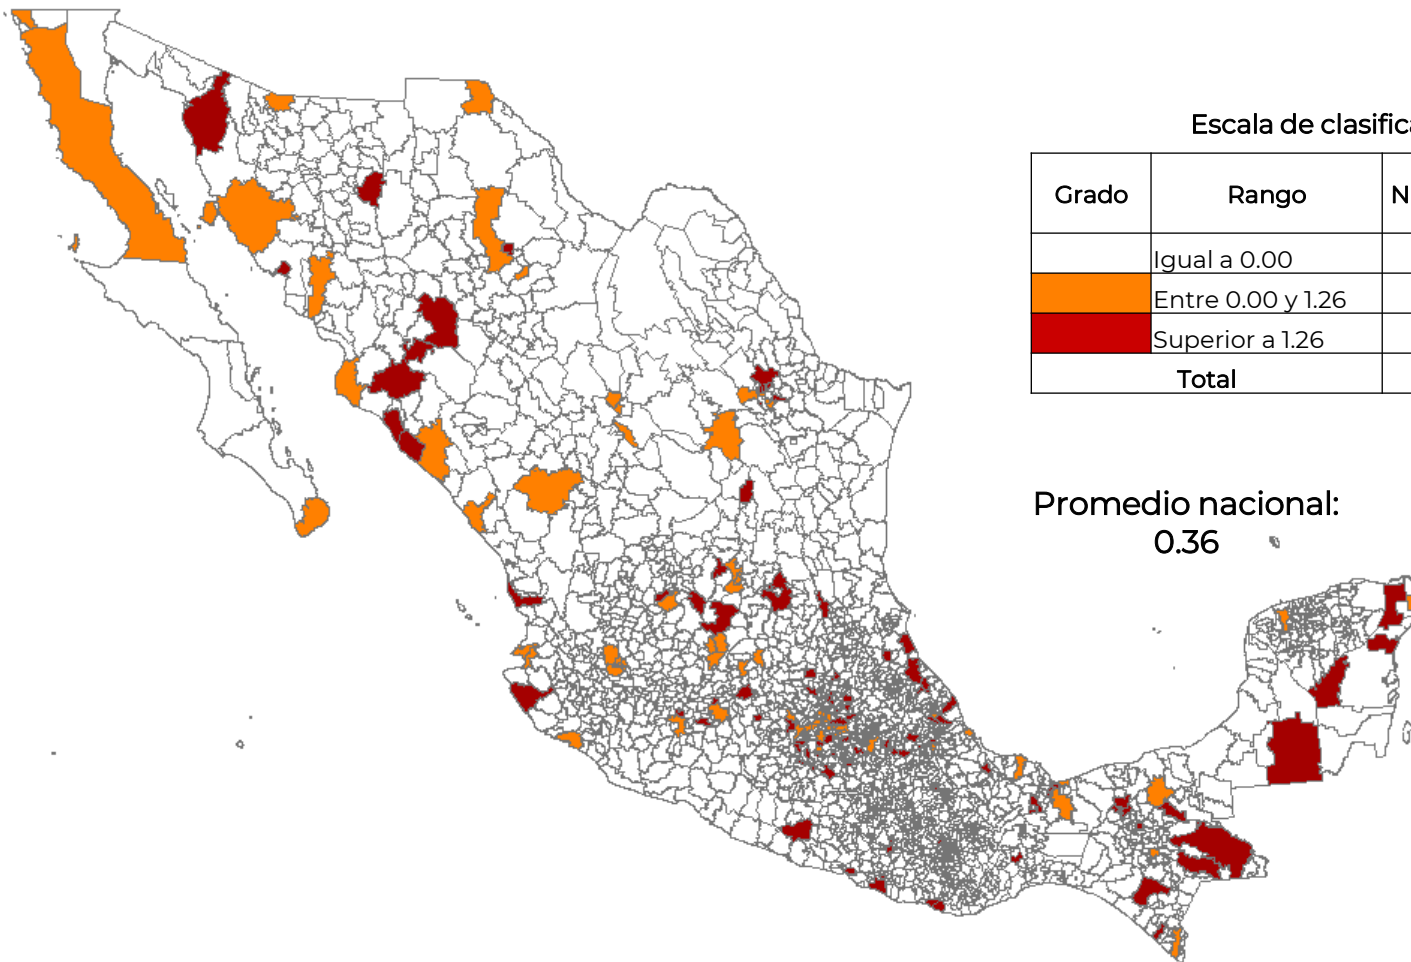 Escala de clasifica
Grado Rango N
Igual a 0.00
Entre 0.00 y 1.26
Superior a 1.26
Total
Promedio nacional:
0.36